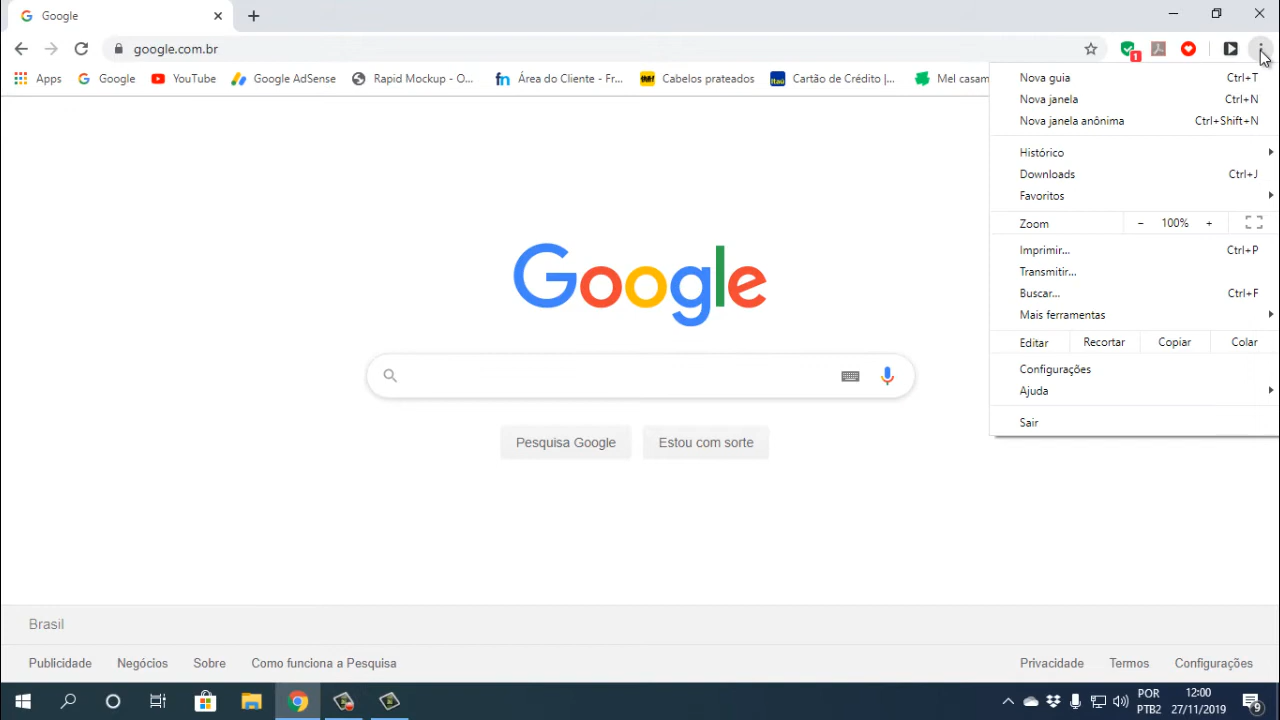 Google
google.com.br
1
Apps Google YouTube Google AdSense Rapid Mockup - O... Área do Cliente - Fr... Cabelos prateados Cartão de Crédito |... Mel casam
Nova guia Ctrl+T
Nova janela Ctrl+N
Nova janela anônima Ctrl+Shift+N
Histórico
Downloads Ctrl+J
Favoritos
Zoom - 100% +
Imprimir... Ctrl+P
Transmitir...
Buscar... Ctrl+F
Mais ferramentas
Editar Recortar Copiar Colar
Configurações
Ajuda
Sair
Google
Pesquisa Google Estou com sorte
Brasil
Publicidade Negócios Sobre Como funciona a Pesquisa Privacidade Termos Configurações
POR 12:00
PTB2 27/11/2019 9